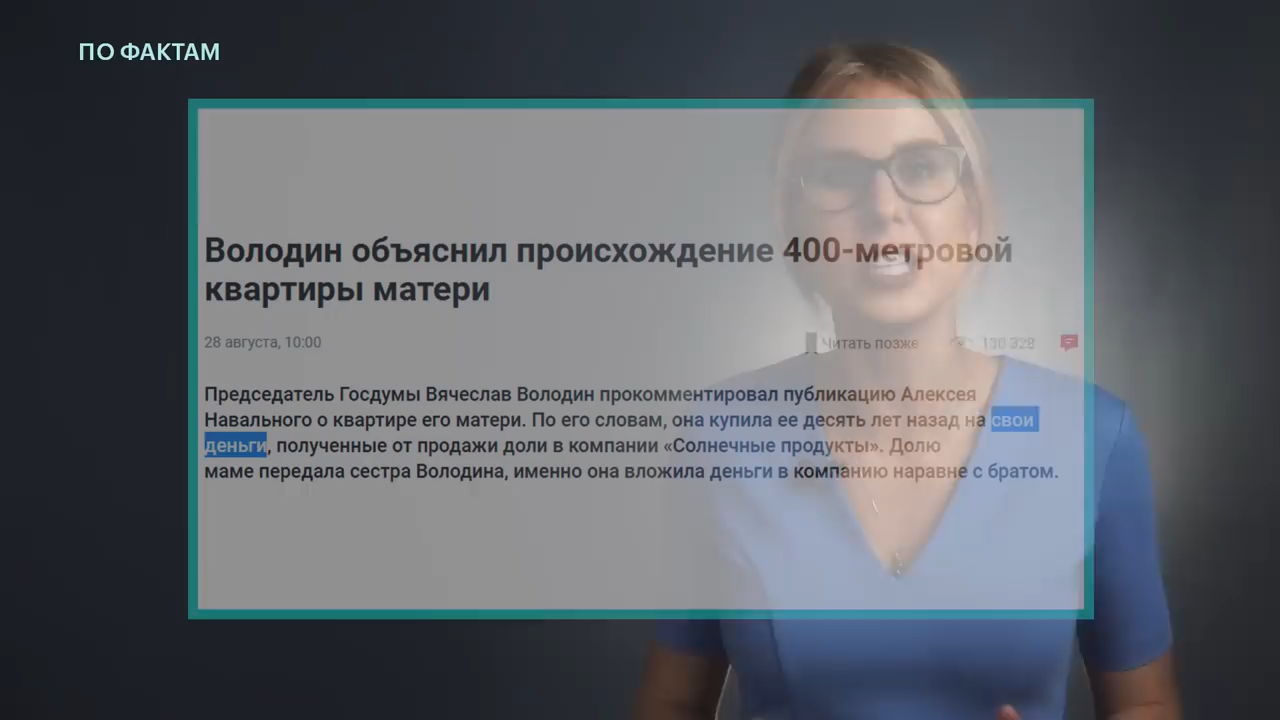 ПО ФАКТАМ
Володин объяснил происхождение 400-метровой
квартиры матери
28 августа, 10:00
Читать позже
130 328
Председатель Госдумы Вячеслав Володин прокомментировал публикацию Алексея
Навального о квартире его матери. По его словам, она купила ее десять лет назад на свои
деньги, полученные от продажи доли в компании «Солнечные продукты». Долю
маме передала сестра Володина, именно она вложила деньги в компанию наравне с братом.